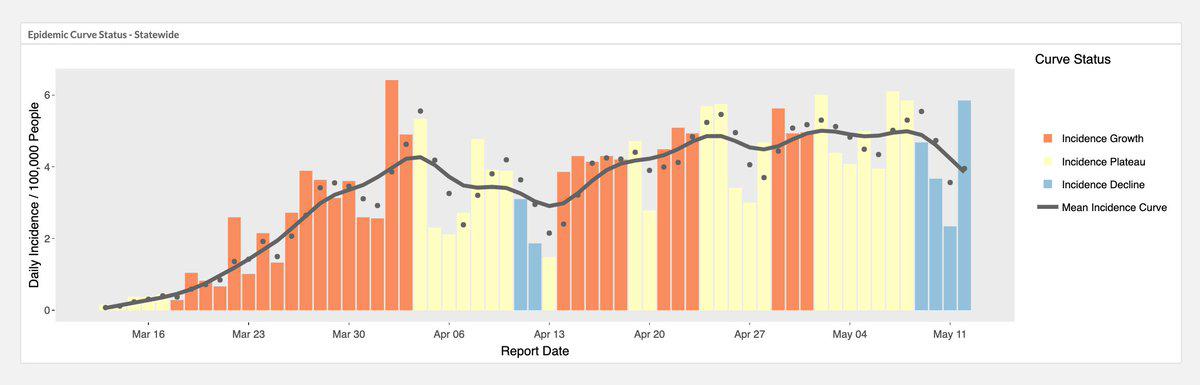 Epidemic Curve Status - Statewide
Daily Incidence / 100,000 People
6
4
2
0
Mar 16 Mar 23 Mar 30 Apr 06 Apr 13 Apr 20 Apr 27 May 04 May 11
Report Date
Curve Status
Incidence Growth
Incidence Plateau
Incidence Decline
Mean Incidence Curve